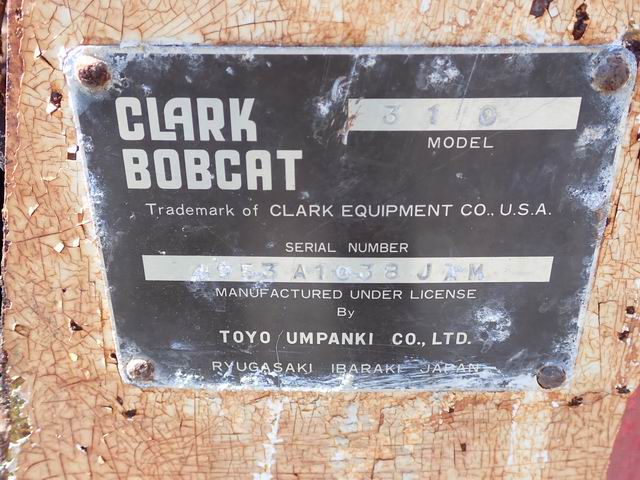 CLARK
BOBCAT
310
MODEL
Trademark of CLARK EQUIPMENT CO., U.S.A.
SERIAL NUMBER
MANUFACTURED UNDER LICENSE
By
TOYO UMPANKI CO., LTD.
RYUGASAKI IBARAKI JAPAN